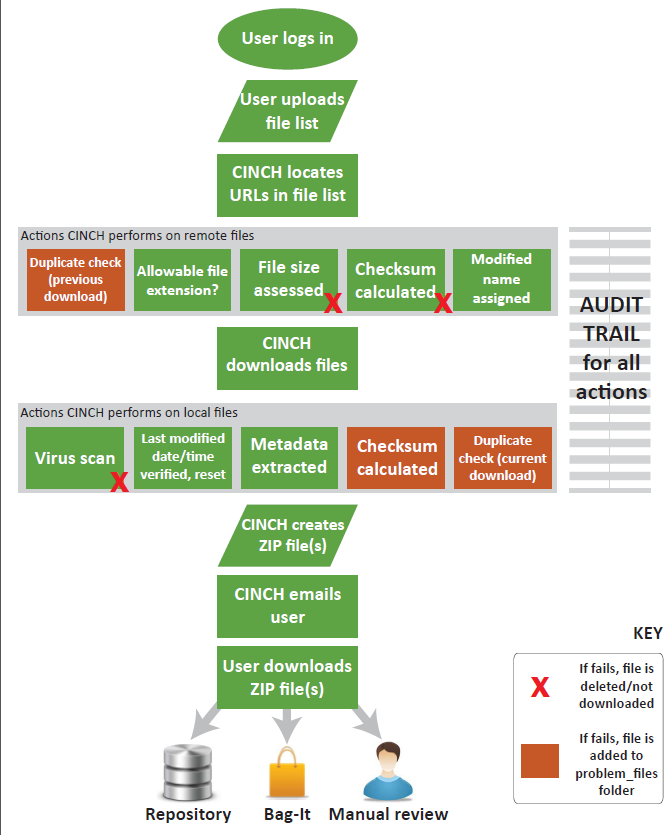 User logs in
User uploads
file list
CINCH locates
URLs in file list
Actions CINCH performs on remote files
Duplicate check
(previous
download)
Allowable file
extension?
File size
assessed
X
Checksum
calculated
X
Modified
name
assigned
CINCH
downloads files
AUDIT
TRAIL
for all
actions
Actions CINCH performs on local files
Virus scan
X
Last modified
date/time
verified, reset
Metadata
extracted
Checksum
calculated
Duplicate
check (current
download)
CINCH creates
ZIP file(s)
CINCH emails
user
User downloads
ZIP file(s)
Repository
Bag-It
Manual review
KEY
X
If fails, file is
deleted/not
downloaded
If fails, file is
added to
problem_files
folder